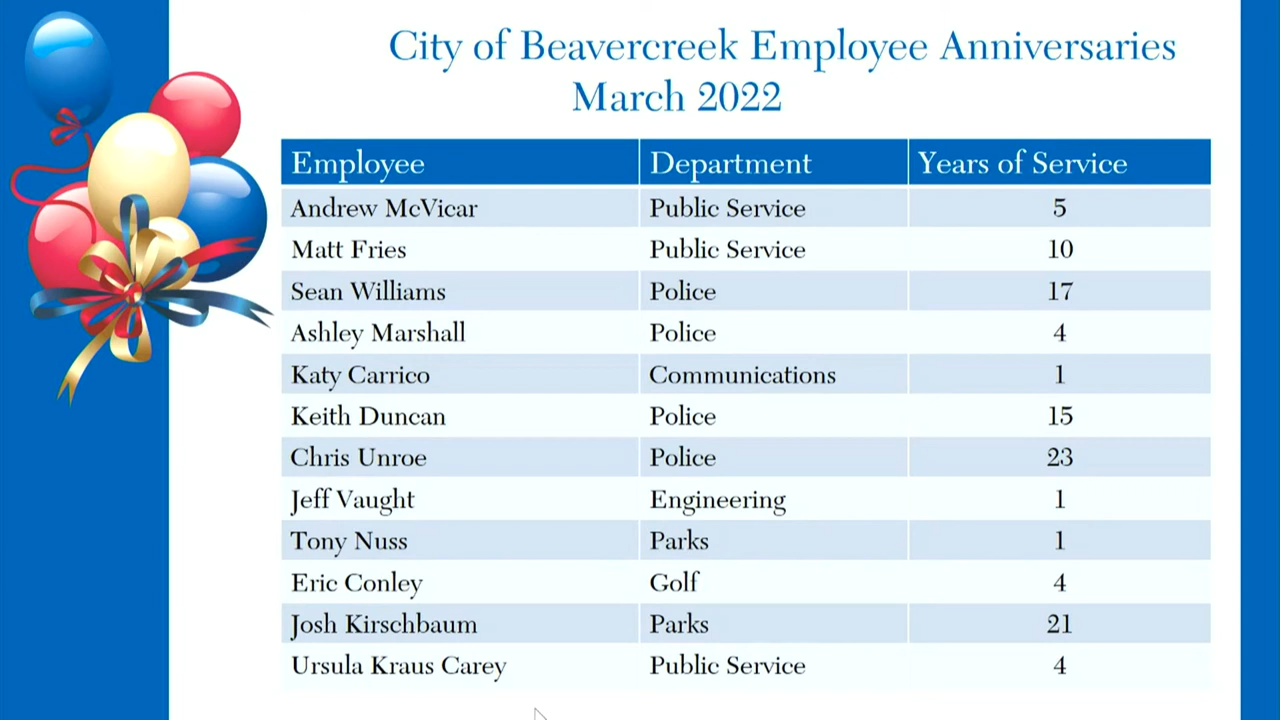 City of Beavercreek Employee Anniversaries
March 2022
Employee Department Years of Service
Andrew McVicar Public Service 5
Matt Fries Public Service 10
Sean Williams Police 17
Ashley Marshall Police 4
Katy Carrico Communications 1
Keith Duncan Police 15
Chris Unroe Police 23
Jeff Vaught Engineering 1
Tony Nuss Parks 1
Eric Conley Golf 4
Josh Kirschbaum Parks 21
Ursula Kraus Carey Public Service 4